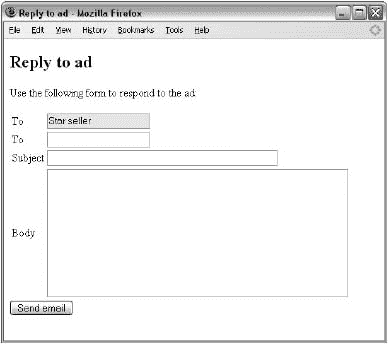 Reply to ad - Mozilla Firefox
File Edit View History Bookmarks Tools Help
Reply to ad
Use the following form to respond to the ad
To Star seller
To
Subject
Body
Send email